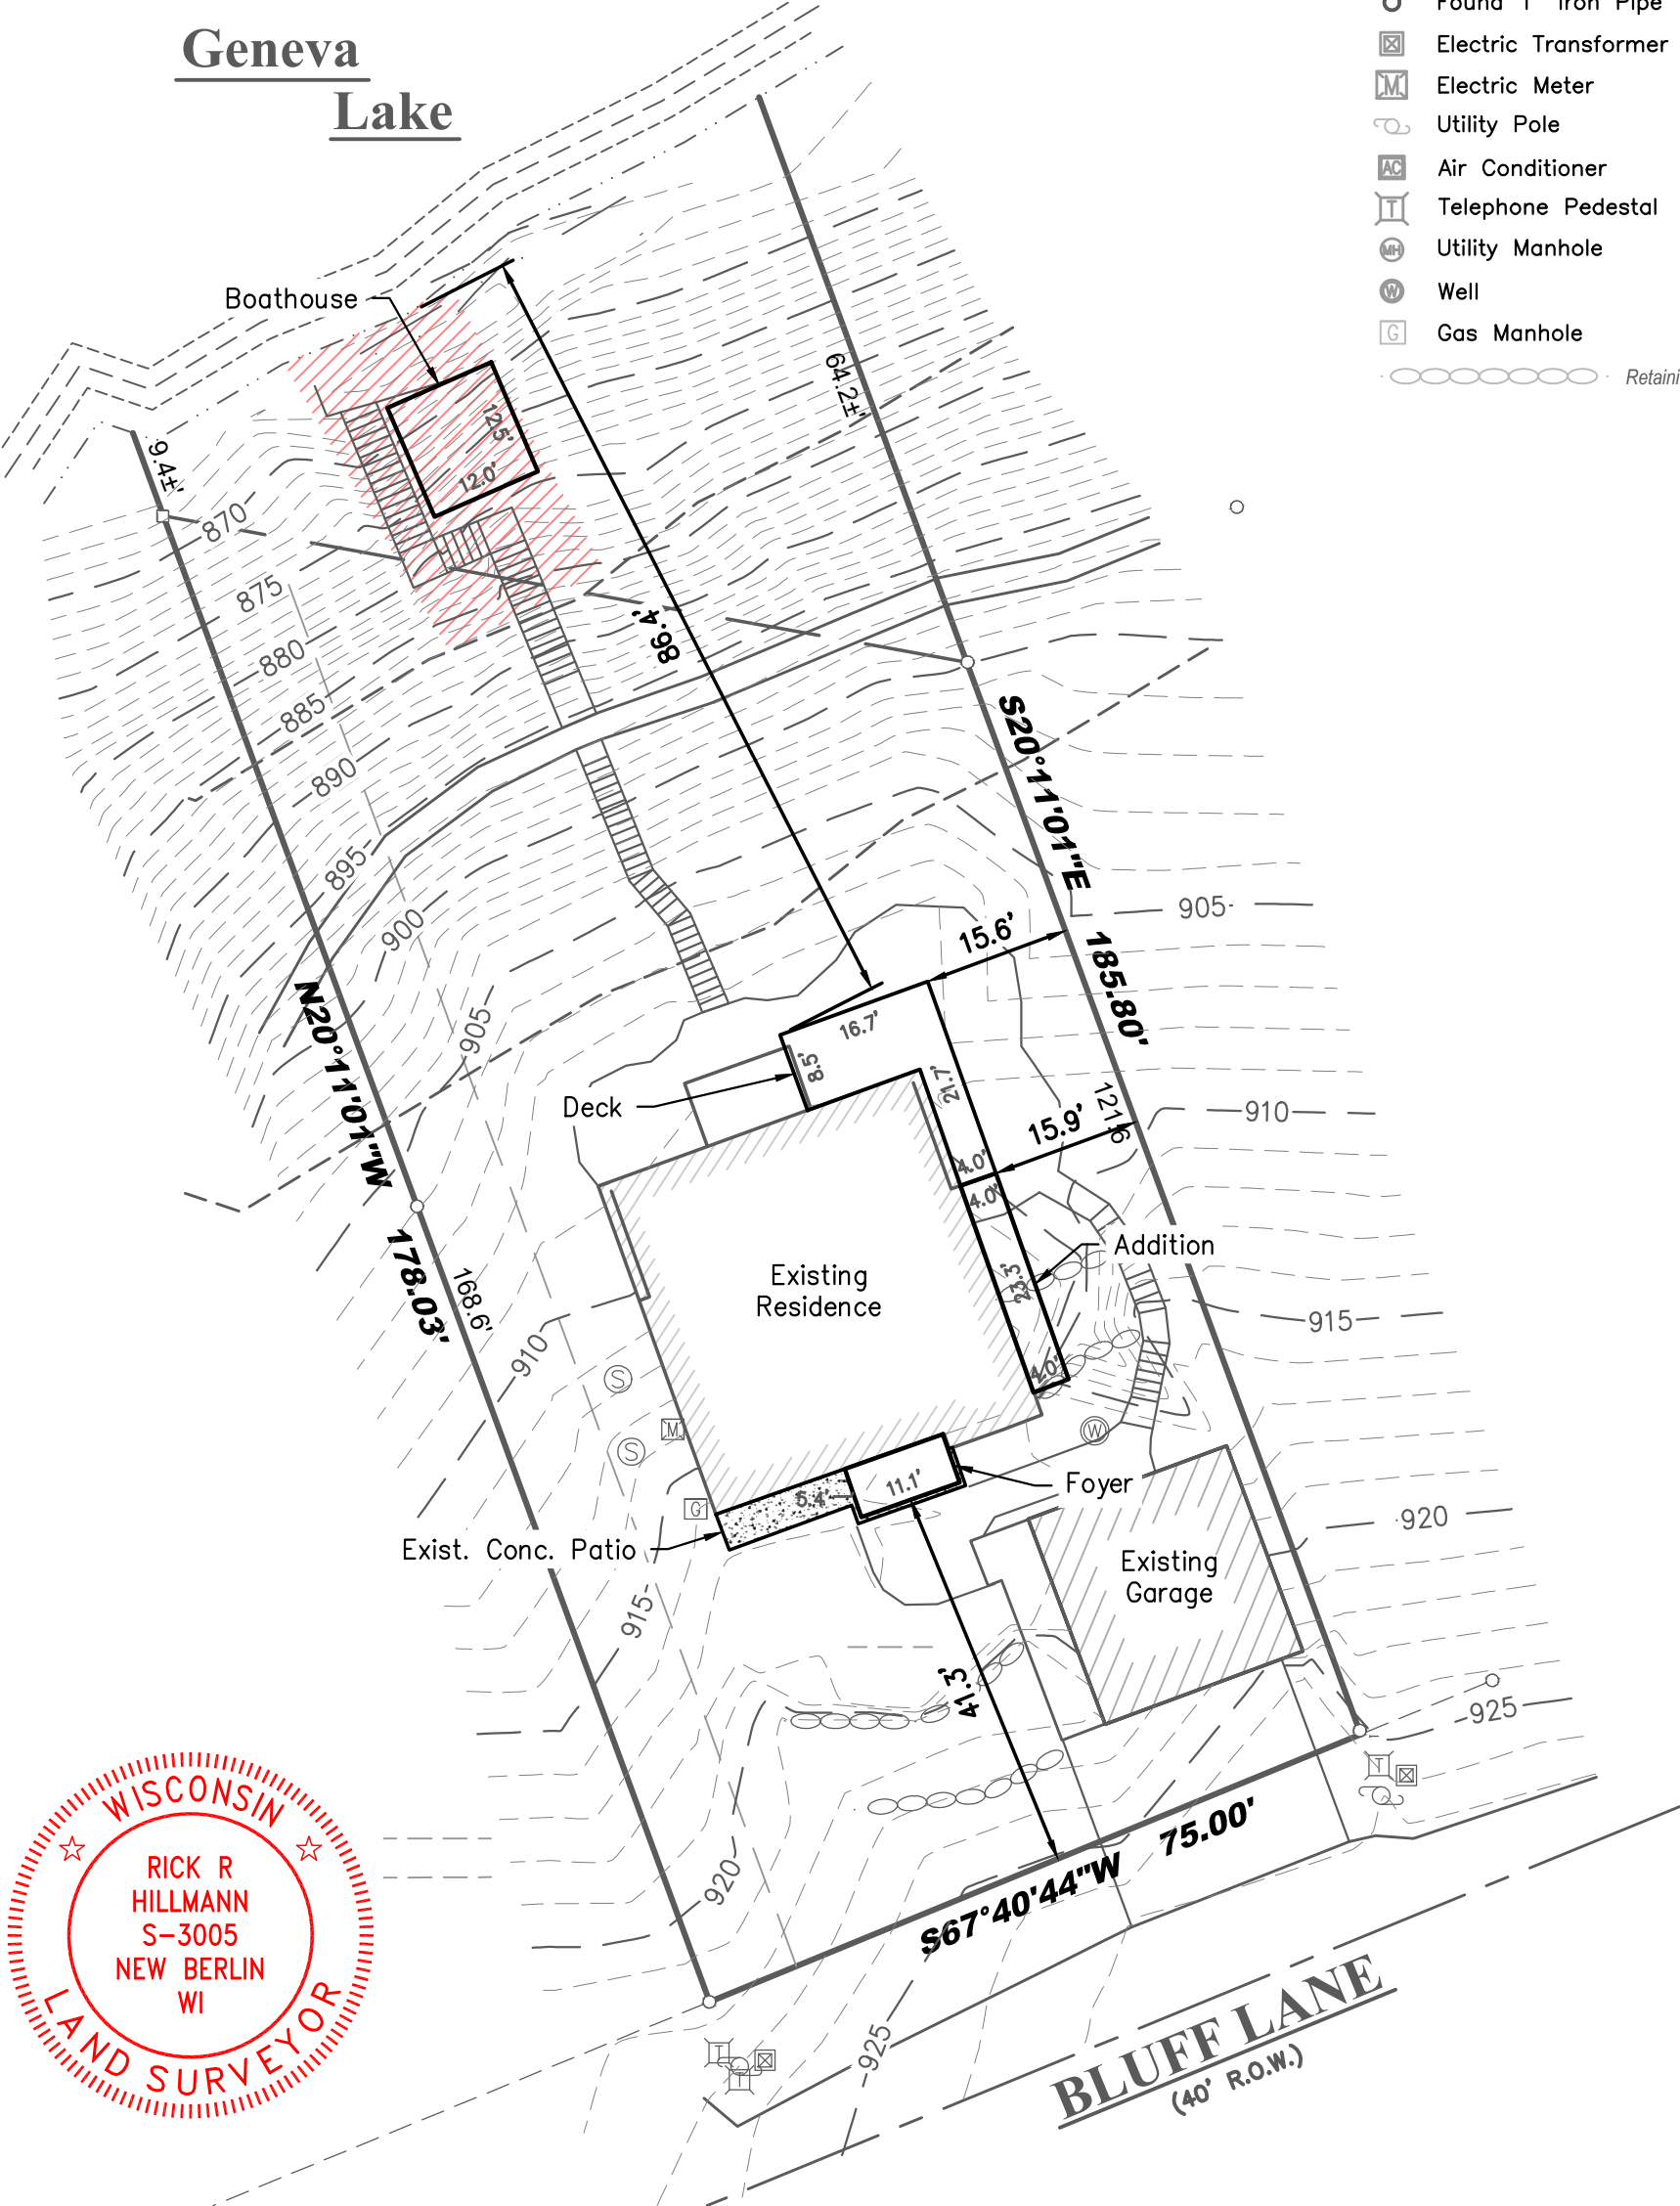 Geneva
Lake
Found 1" Iron Pipe
Electric Transformer
M
Electric Meter
Utility Pole
AC
Air Conditioner
T
Telephone Pedestal
MH
Utility Manhole
W
Well
G
Gas Manhole
Retaini
Boathouse
12.5'
12.0'
64.2±'
9.4±'
870
875
880
885
890
895
900
905
86.4'
S20°11'01"E
185.80'
905
15.6'
16.7'
8.5'
Deck
21.7'
15.9'
121.6
910
4.0'
4.0'
N20°11'01"W
178.03'
168.6'
910
Existing
Residence
Addition
23.3'
4.0'
915
S
M
S
W
G
5.4'
11.1'
Foyer
Exist. Conc. Patio
920
Existing
Garage
915
41.3'
925
T
920
S67°40'44"W
75.00'
WISCONSIN
RICK R
HILLMANN
S-3005
NEW BERLIN
WI
LAND SURVEYOR
T
T
925
BLUFF LANE
(40' R.O.W.)